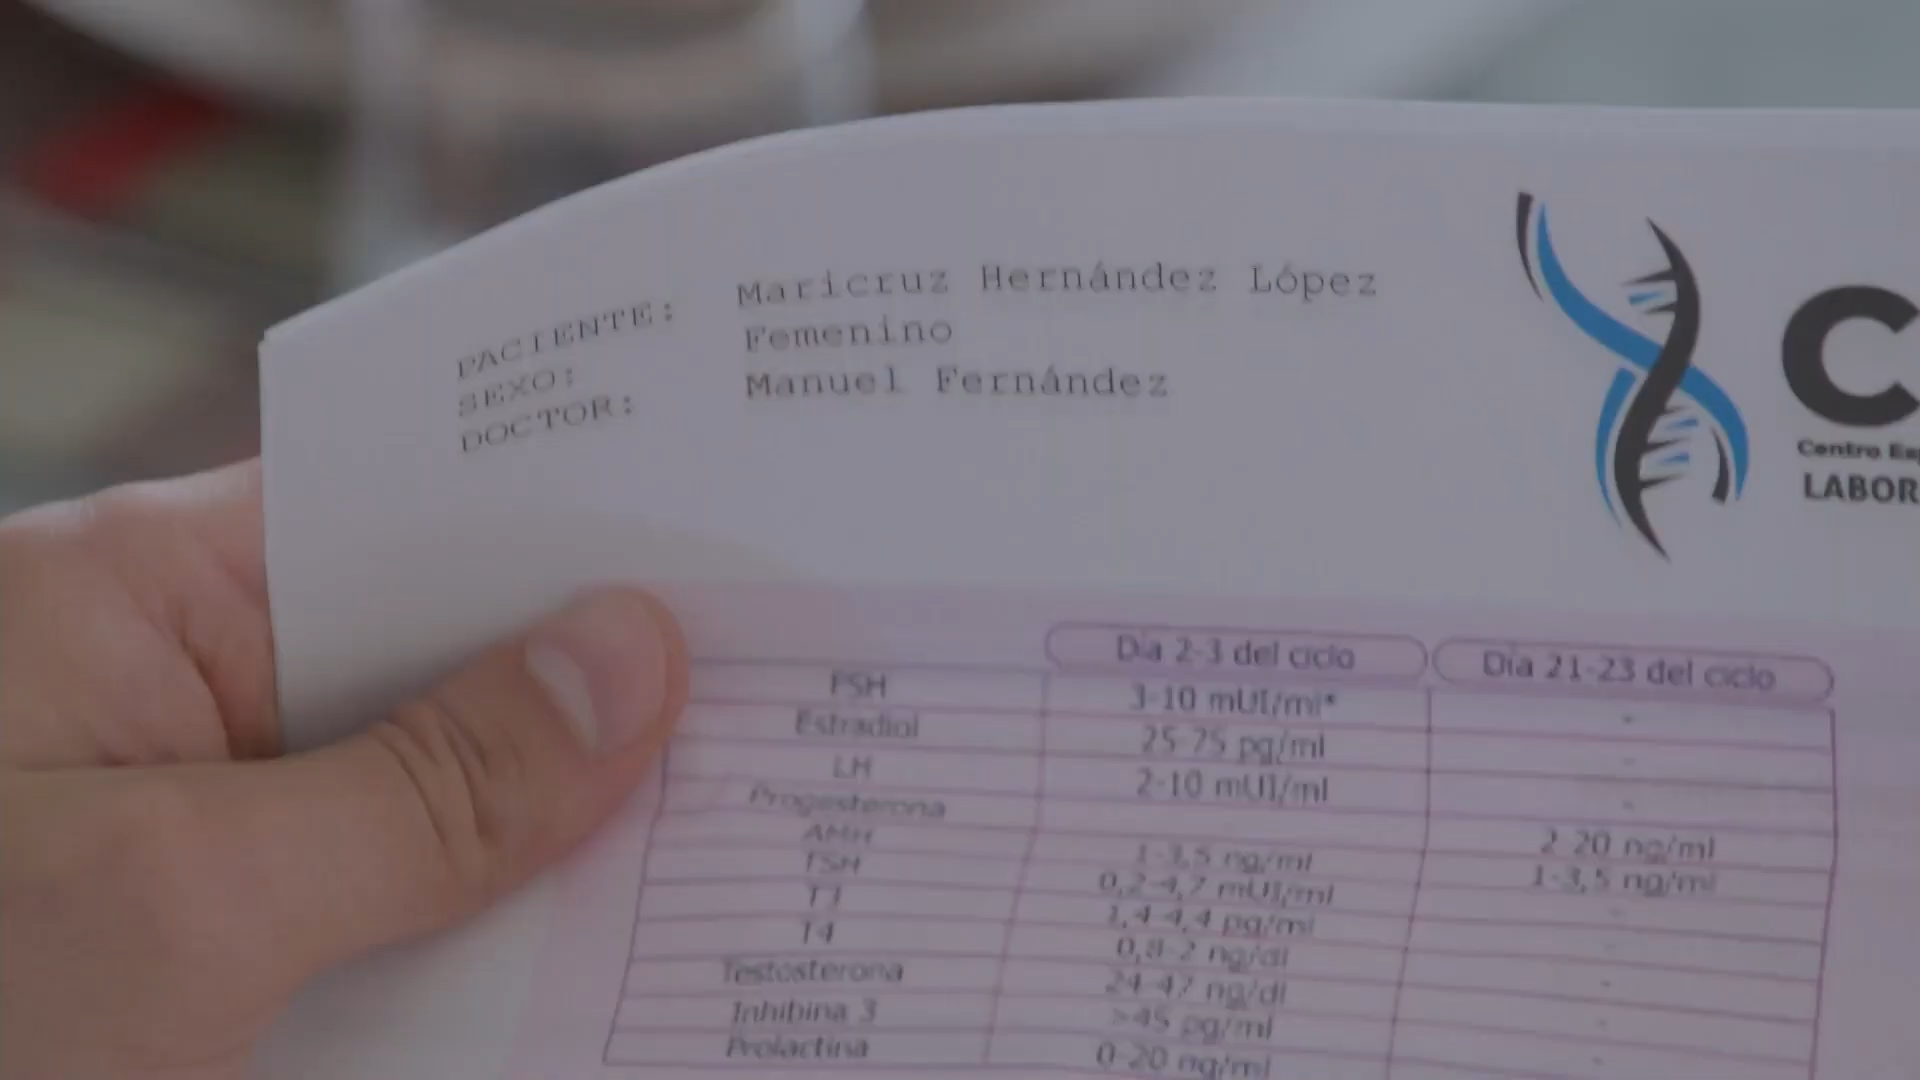 PACIENTE: Maricruz Hernández López
SEXO: Femenino
DOCTOR: Manuel Fernández
C
Centro Es
LABOR
Día 2-3 del ciclo Día 21-23 del ciclo
FSH 3-10 mUI/ml* -
Estradiol 25-75 pg/ml -
LH 2-10 mUI/ml -
Progesterona 2-20 ng/ml
AMH 1-3,5 ng/ml 1-3,5 ng/ml
TSH 0,2-4,7 mUI/ml -
T3 1,4-4,4 pg/ml -
T4 0,8-2 ng/dl -
Testosterona 24-47 ng/dl -
Inhibina 3 >45 pg/ml -
Prolactina 0-20 ng/ml